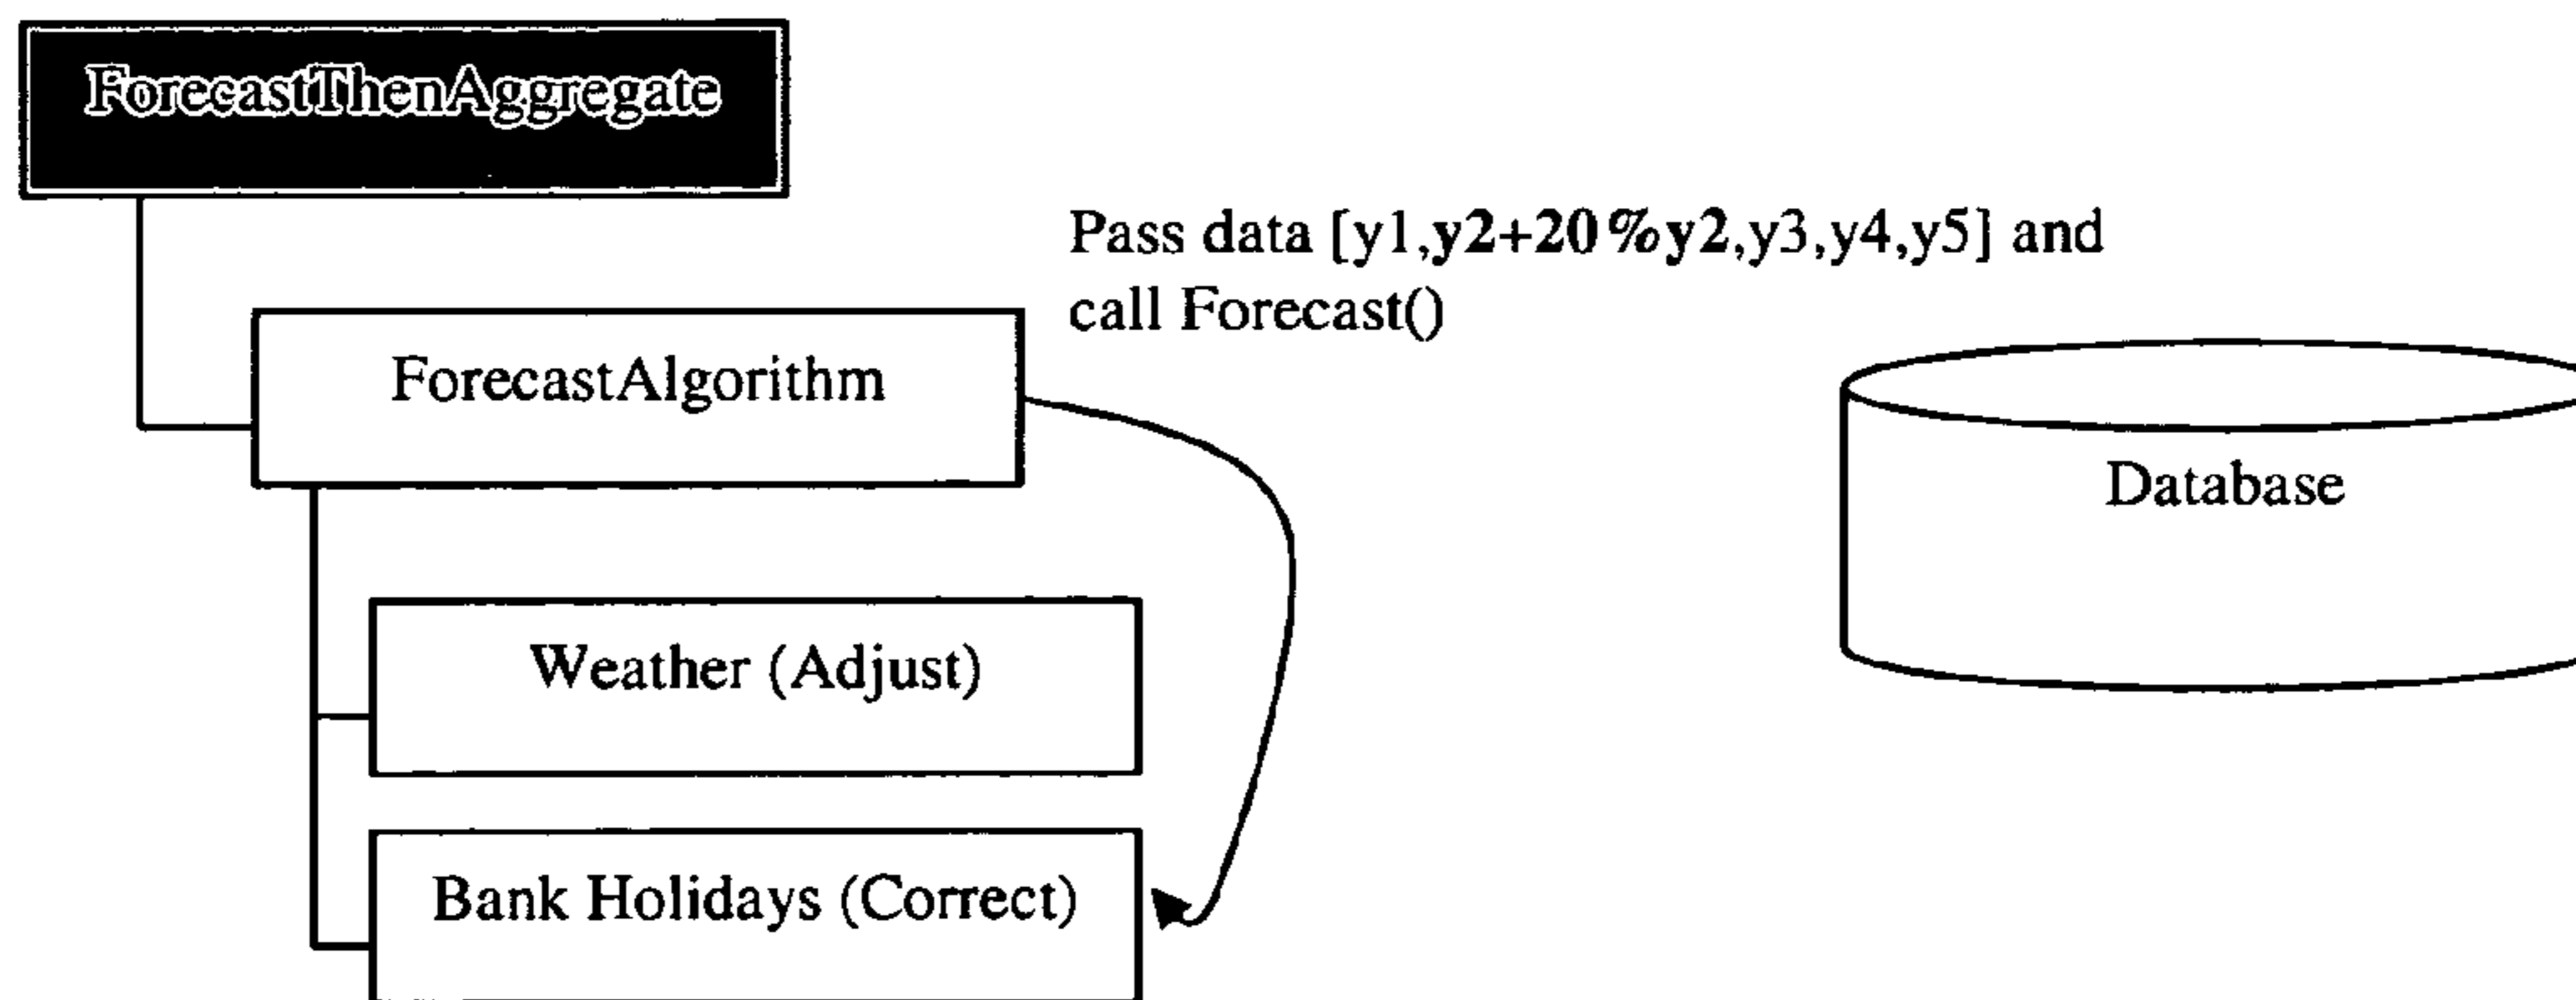 ForecastThenAggregate
Pass data [y1,y2+20%y2,y3,y4,y5] and
call Forecast()
ForecastAlgorithm
Database
Weather (Adjust)
Bank Holidays (Correct)